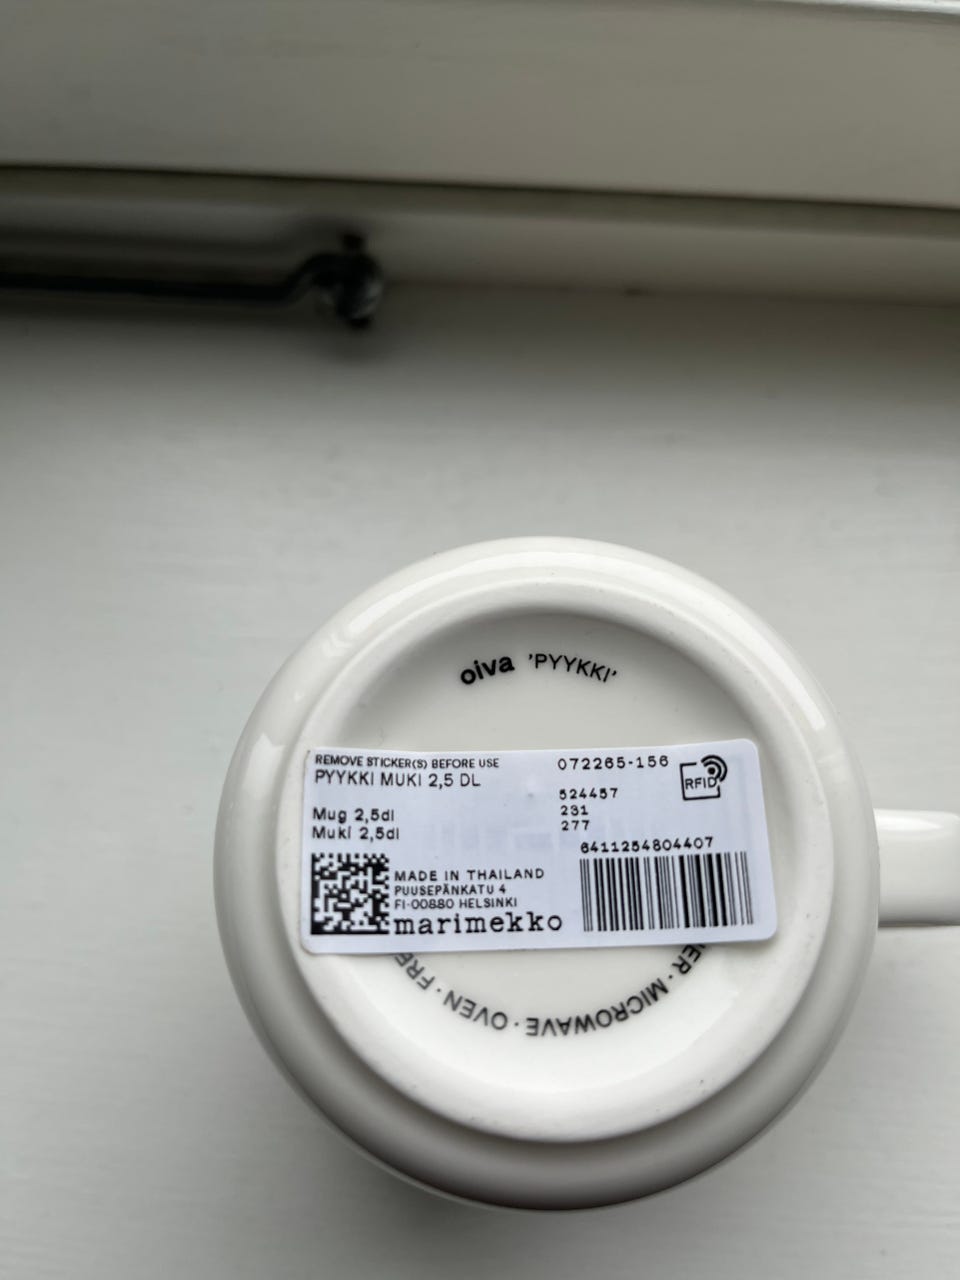 oiva 'PYYKKI'
REMOVE STICKER(S) BEFORE USE
PYYKKI MUKI 2,5 DL
072265-156
RFID
524457
231
277
Mug 2,5dl
Muki 2,5dl
6411254804407
MADE IN THAILAND
PUUSEPÄNKATU 4
FI-00880 HELSINKI
marimekko
MICROWAVE · OVEN ·